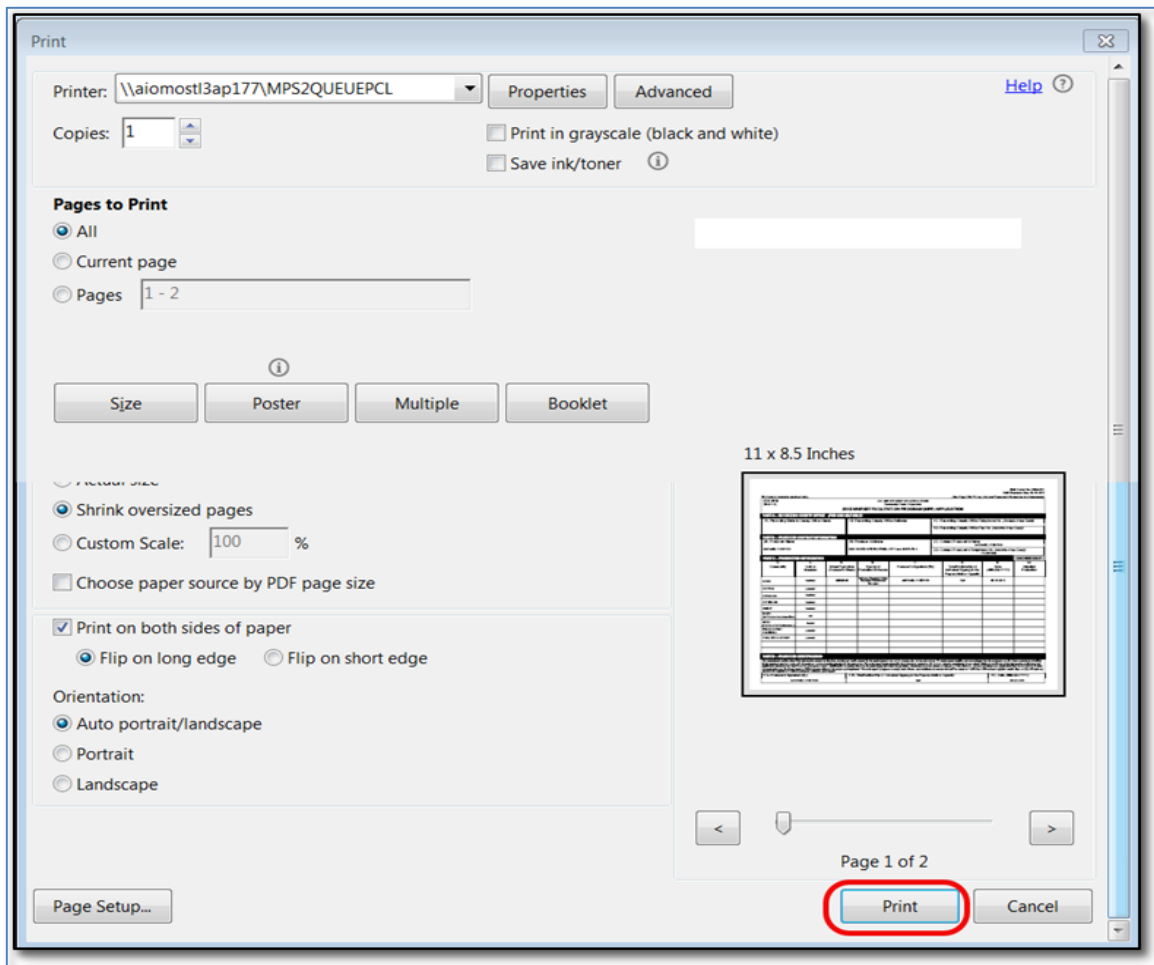 Print
Printer: \\aiomostl3ap177\MPS2QUEUEPCL Properties Advanced Help
Copies: 1 Print in grayscale (black and white)
Save ink/toner
Pages to Print
All
Current page
Pages 1 - 2
Size Poster Multiple Booklet
11 x 8.5 Inches
Actual size
Shrink oversized pages
Custom Scale: 100 %
Choose paper source by PDF page size
Print on both sides of paper
Flip on long edge Flip on short edge
Orientation:
Auto portrait/landscape
Portrait
Landscape
< >
Page 1 of 2
Page Setup... Print Cancel